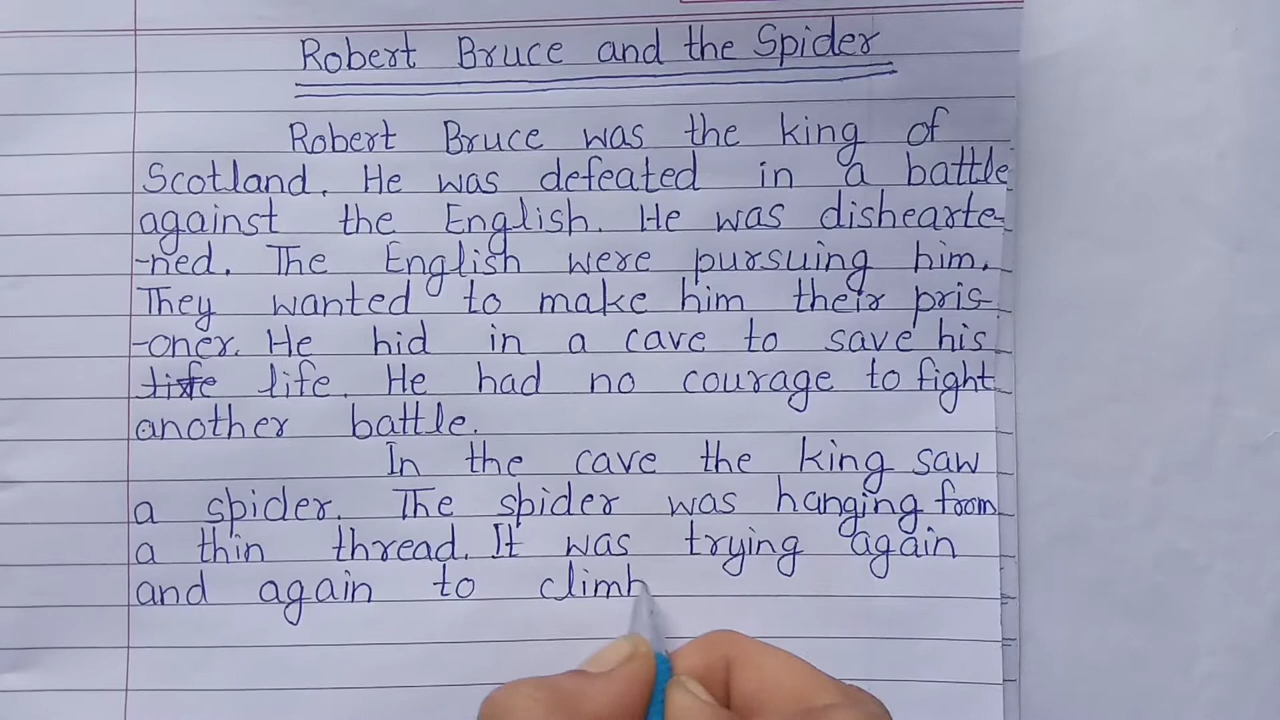 Robert Bruce and the Spider
Robert Bruce was the king of
Scotland. He was defeated in a battle
against the English. He was dishearte-
-ned. The English were pursuing him.
They wanted to make him their pris-
-oner. He hid in a cave to save his
life life. He had no courage to fight
another battle.
In the cave the king saw
a spider. The spider was hanging from
a thin thread. It was trying again
and again to climb